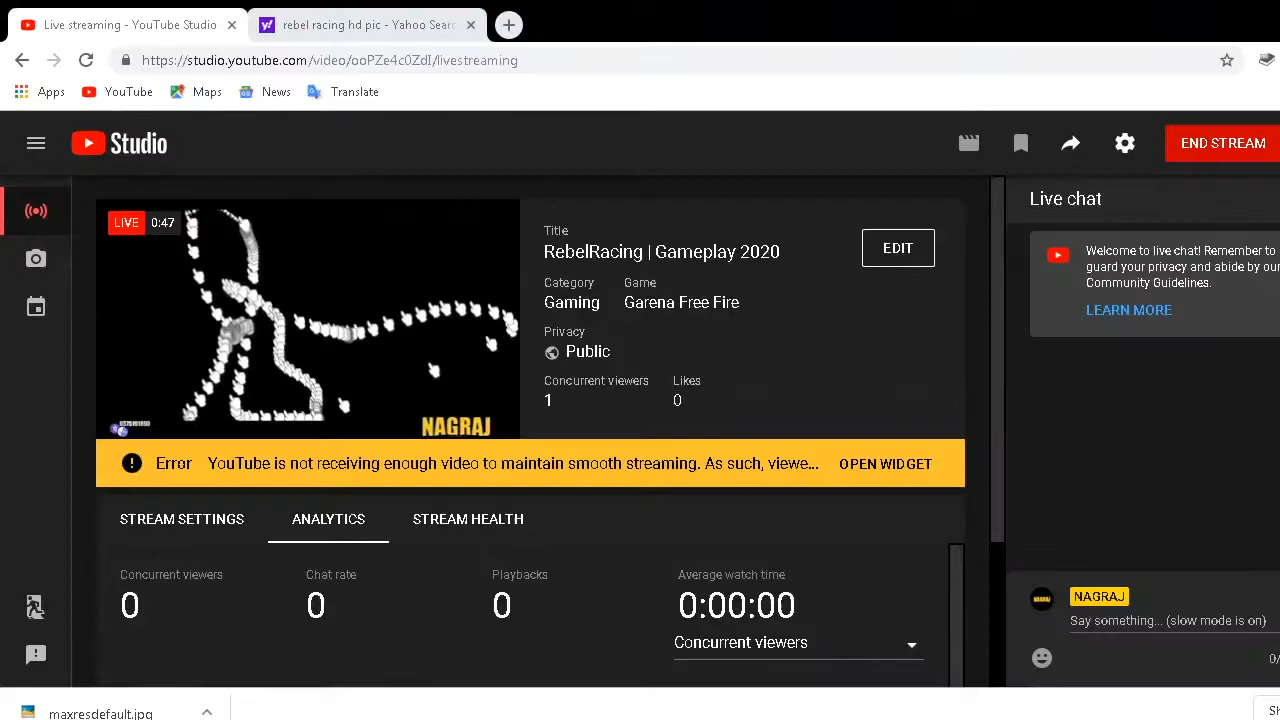 Live streaming - YouTube Studio
rebel racing hd pic - Yahoo Sear
https://studio.youtube.com/video/ooPZe4c0ZdI/livestreaming
Apps
YouTube
Maps
News
Translate
Studio
END STREAM
LIVE 0:47
NAGRAJ
Title
RebelRacing | Gameplay 2020
EDIT
Category Game
Gaming Garena Free Fire
Privacy
Public
Concurrent viewers Likes
1 0
Error YouTube is not receiving enough video to maintain smooth streaming. As such, viewe... OPEN WIDGET
STREAM SETTINGS ANALYTICS STREAM HEALTH
Concurrent viewers Chat rate Playbacks Average watch time
0 0 0 0:00:00
Concurrent viewers
Live chat
Welcome to live chat! Remember to
guard your privacy and abide by our
Community Guidelines.
LEARN MORE
NAGRAJ
Say something... (slow mode is on)
0/
maxresdefault.jpg
Sh